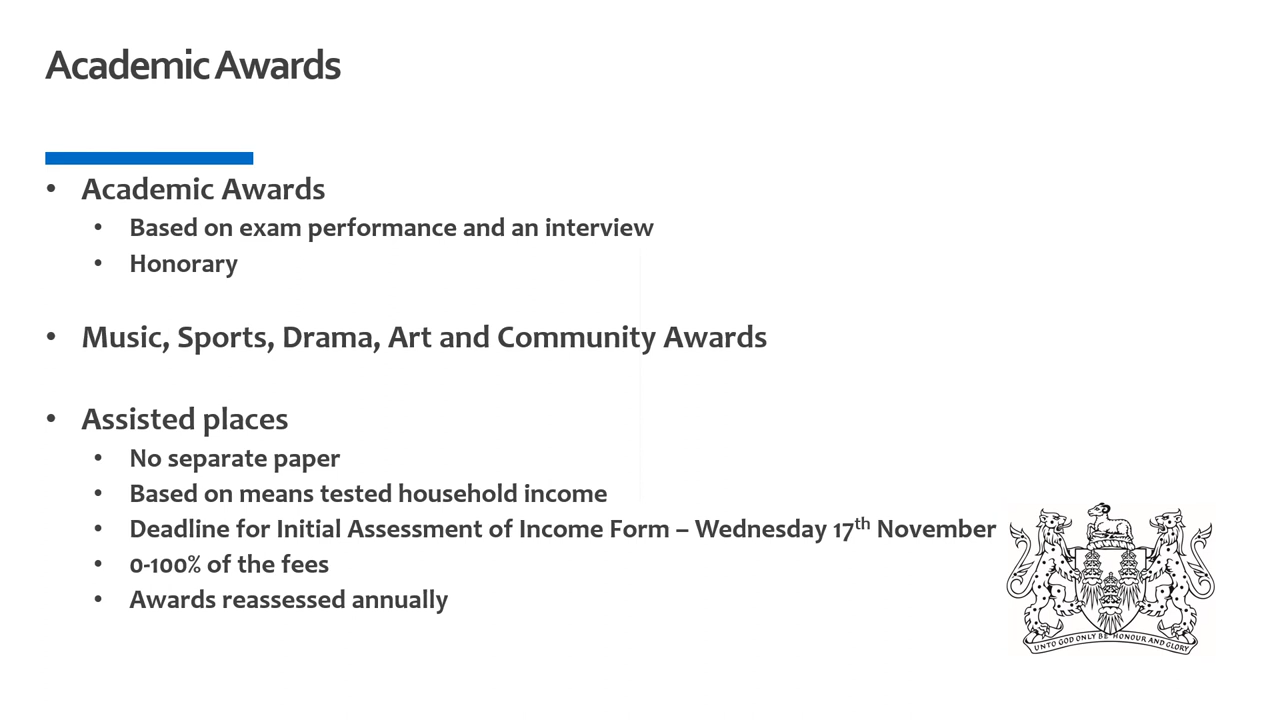 Academic Awards
• Academic Awards
• Based on exam performance and an interview
• Honorary
• Music, Sports, Drama, Art and Community Awards
• Assisted places
• No separate paper
• Based on means tested household income
• Deadline for Initial Assessment of Income Form – Wednesday 17th November
• 0-100% of the fees
• Awards reassessed annually
UNTO GOD ONLY BE HONOUR AND GLORY